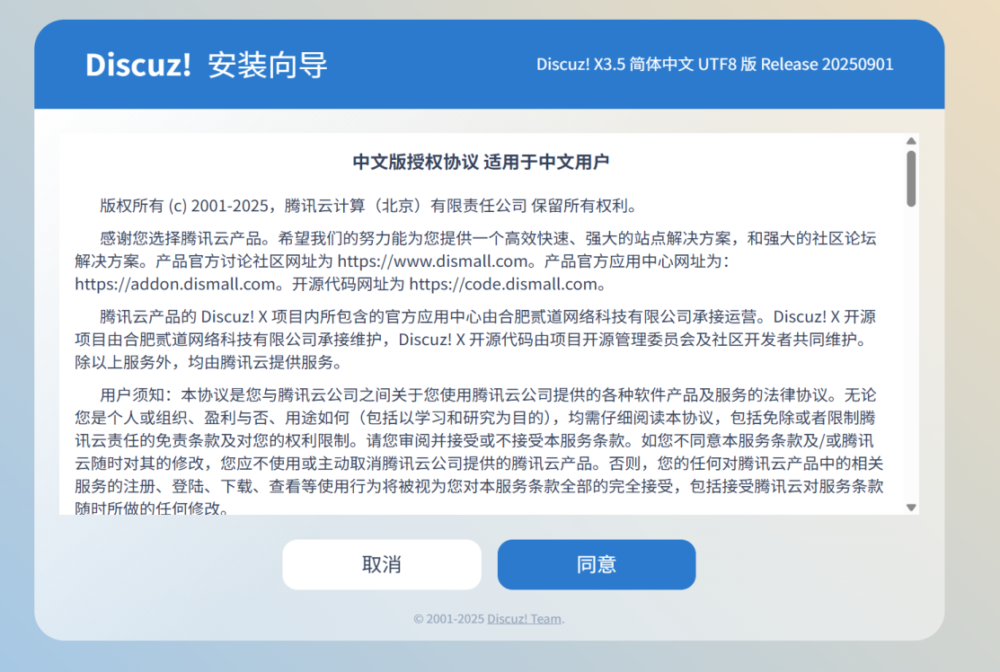 Discuz! 安装向导
Discuz! X3.5 简体中文 UTF8 版 Release 20250901
中文版授权协议 适用于中文用户
版权所有 (c) 2001-2025，腾讯云计算（北京）有限责任公司 保留所有权利。
感谢您选择腾讯云产品。希望我们的努力能为您提供一个高效快速、强大的站点解决方案，和强大的社区论坛
解决方案。产品官方讨论社区网址为 https://www.dismall.com。产品官方应用中心网址为：
https://addon.dismall.com。开源代码网址为 https://code.dismall.com。
腾讯云产品的 Discuz! X 项目内所包含的官方应用中心由合肥贰道网络科技有限公司承接运营。Discuz! X 开源
项目由合肥贰道网络科技有限公司承接维护，Discuz! X 开源代码由项目开源管理委员会及社区开发者共同维护。
除以上服务外，均由腾讯云提供服务。
用户须知：本协议是您与腾讯云公司之间关于您使用腾讯云公司提供的各种软件产品及服务的法律协议。无论
您是个人或组织、盈利与否、用途如何（包括以学习和研究为目的），均需仔细阅读本协议，包括免除或者限制腾
讯云责任的免责条款及对您的权利限制。请您审阅并接受或不接受本服务条款。如您不同意本服务条款及/或腾讯
云随时对其的修改，您应不使用或主动取消腾讯云公司提供的腾讯云产品。否则，您的任何对腾讯云产品中的相关
服务的注册、登陆、下载、查看等使用行为将被视为您对本服务条款全部的完全接受，包括接受腾讯云对服务条款
随时所做的任何修改。
取消
同意
© 2001-2025 Discuz! Team.